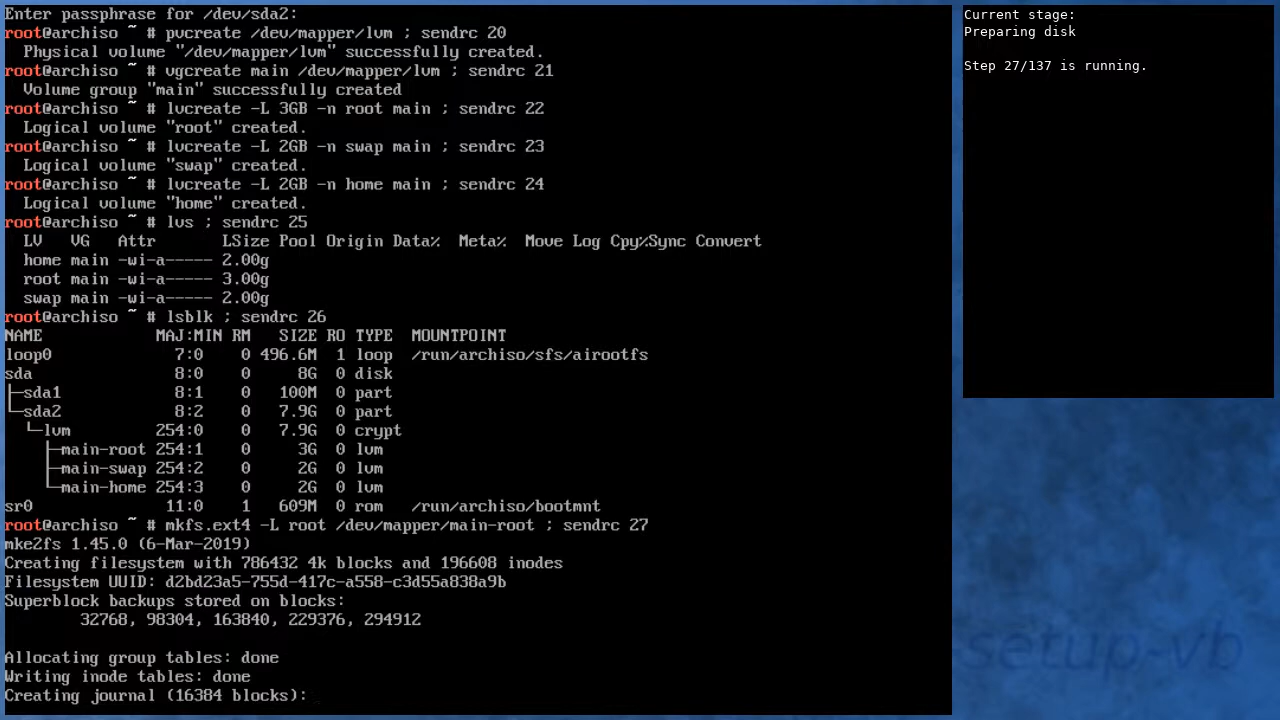 Enter passphrase for /dev/sda2:
root@archiso ~ # pvcreate /dev/mapper/lvm ; sendrc 20
  Physical volume "/dev/mapper/lvm" successfully created.
root@archiso ~ # vgcreate main /dev/mapper/lvm ; sendrc 21
  Volume group "main" successfully created
root@archiso ~ # lvcreate -L 3GB -n root main ; sendrc 22
  Logical volume "root" created.
root@archiso ~ # lvcreate -L 2GB -n swap main ; sendrc 23
  Logical volume "swap" created.
root@archiso ~ # lvcreate -L 2GB -n home main ; sendrc 24
  Logical volume "home" created.
root@archiso ~ # lvs ; sendrc 25
  LV   VG   Attr       LSize Pool Origin Data%  Meta%  Move Log Cpy%Sync Convert
  home main -wi-a----- 2.00g
  root main -wi-a----- 3.00g
  swap main -wi-a----- 2.00g
root@archiso ~ # lsblk ; sendrc 26
NAME            MAJ:MIN RM   SIZE RO TYPE  MOUNTPOINT
loop0             7:0    0 496.6M  1 loop  /run/archiso/sfs/airootfs
sda               8:0    0     8G  0 disk
├─sda1            8:1    0   100M  0 part
└─sda2            8:2    0   7.9G  0 part
  └─lvm         254:0    0   7.9G  0 crypt
    ├─main-root 254:1    0     3G  0 lvm
    ├─main-swap 254:2    0     2G  0 lvm
    └─main-home 254:3    0     2G  0 lvm
sr0              11:0    1   609M  0 rom   /run/archiso/bootmnt
root@archiso ~ # mkfs.ext4 -L root /dev/mapper/main-root ; sendrc 27
mke2fs 1.45.0 (6-Mar-2019)
Creating filesystem with 786432 4k blocks and 196608 inodes
Filesystem UUID: d2bd23a5-755d-417c-a558-c3d55a838a9b
Superblock backups stored on blocks:
        32768, 98304, 163840, 229376, 294912
Allocating group tables: done
Writing inode tables: done
Creating journal (16384 blocks):
Current stage:
Preparing disk
Step 27/137 is running.
setup-vb